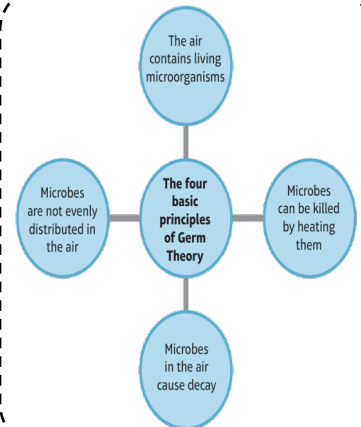 The air
contains living
microorganisms
Microbes
are not evenly
distributed in
the air
The four
basic
principles
of Germ
Theory
Microbes
can be killed
by heating
them
Microbes
in the air
cause decay